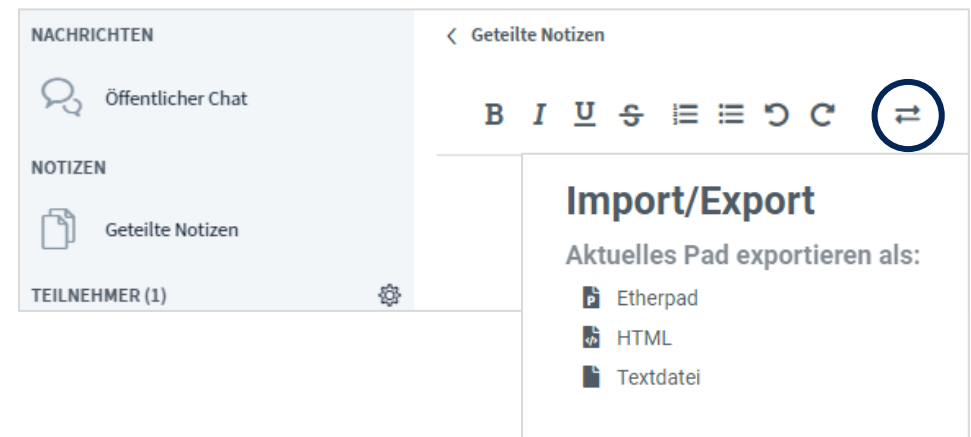 NACHRICHTEN
Öffentlicher Chat
NOTIZEN
Geteilte Notizen
TEILNEHMER (1)
Geteilte Notizen
B I U S
Import/Export
Aktuelles Pad exportieren als:
Etherpad
HTML
Textdatei